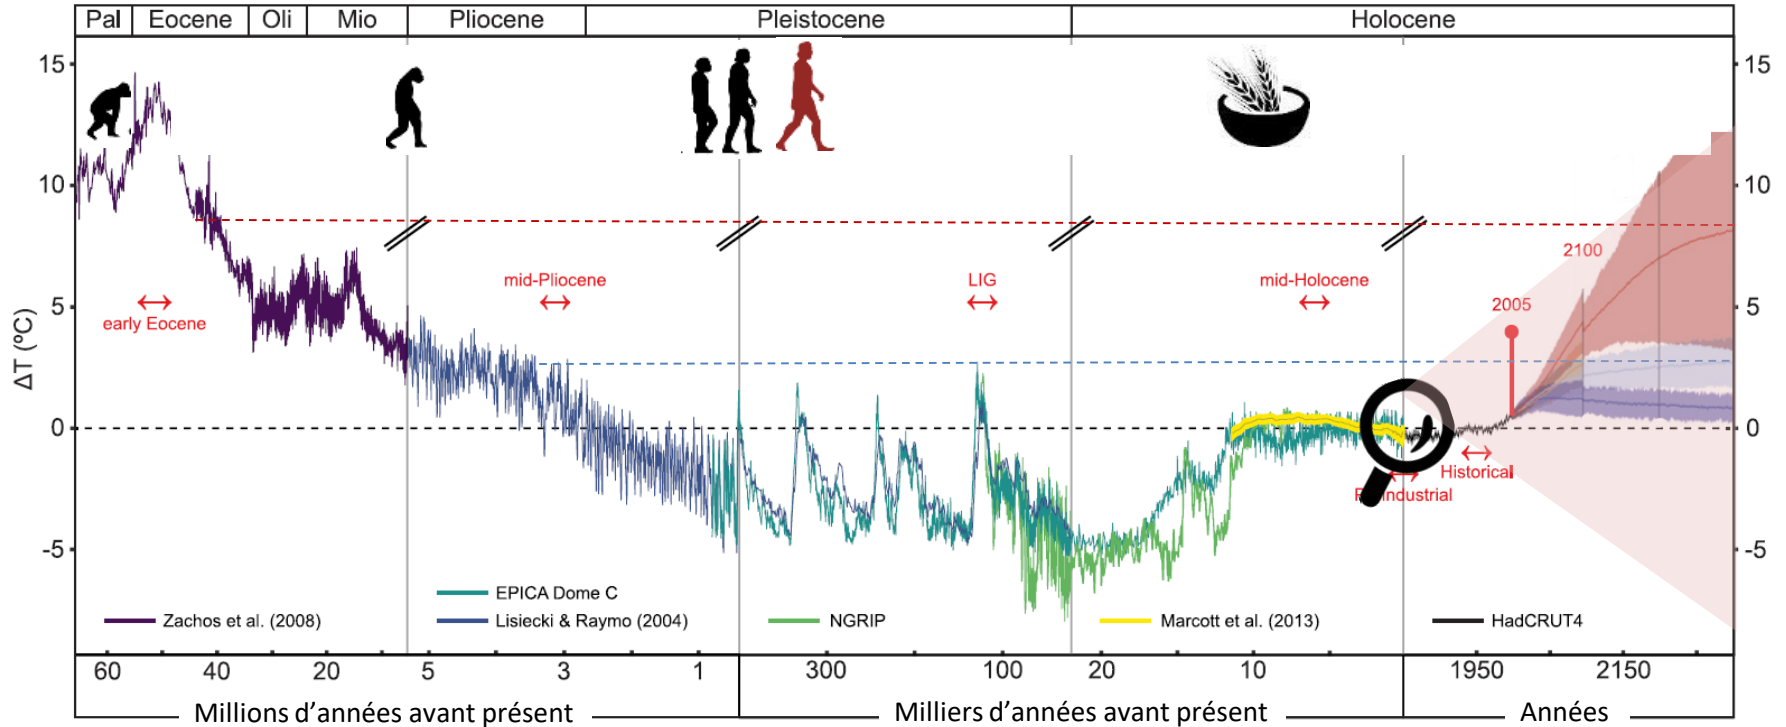 Pal Eocene Oli Mio Pliocene Pleistocene Holocene
15 15
10 10
2100
mid-Pliocene LIG mid-Holocene
5 5
2005
early Eocene
ΔT (ºC)
0 0
Historical
Industrial
-5 -5
EPICA Dome C
Zachos et al. (2008) Lisiecki & Raymo (2004) NGRIP Marcott et al. (2013) HadCRUT4
60 40 20 5 3 1 300 100 20 10 1950 2150
Millions d’années avant présent Milliers d’années avant présent Années